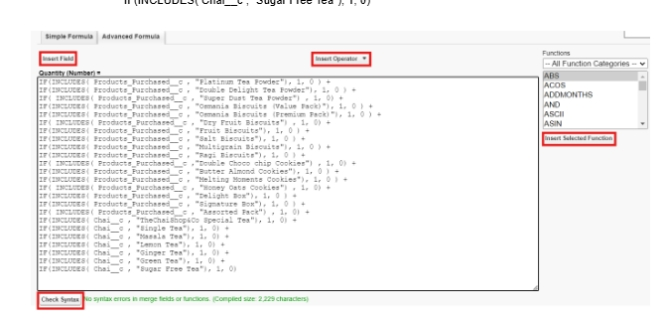 IF(INCLUDES( Chai__c , "Sugar Free Tea"), 1, 0)
Simple Formula Advanced Formula
Insert Field Insert Operator ▼
Functions
-- All Function Categories --
ABS
ACOS
ADDMONTHS
AND
ASCII
ASIN
Insert Selected Function
Quantity (Number) =
IF(INCLUDES( Products_Purchased__c , "Platinum Tea Powder"), 1, 0 ) +
IF(INCLUDES( Products_Purchased__c , "Double Delight Tea Powder"), 1, 0 ) +
IF( INCLUDES( Products_Purchased__c , "Super Dust Tea Powder") , 1, 0) +
IF(INCLUDES( Products_Purchased__c , "Osmania Biscuits (Value Pack)"), 1, 0 ) +
IF(INCLUDES( Products_Purchased__c , "Osmania Biscuits (Premium Pack)"), 1, 0 ) +
IF( INCLUDES( Products_Purchased__c , "Dry Fruit Biscuits") , 1, 0) +
IF(INCLUDES( Products_Purchased__c , "Fruit Biscuits"), 1, 0 ) +
IF(INCLUDES( Products_Purchased__c , "Salt Biscuits"), 1, 0 ) +
IF(INCLUDES( Products_Purchased__c , "Multigrain Biscuits"), 1, 0 ) +
IF(INCLUDES( Products_Purchased__c , "Ragi Biscuits"), 1, 0 ) +
IF( INCLUDES( Products_Purchased__c , "Double Choco chip Cookies") , 1, 0) +
IF(INCLUDES( Products_Purchased__c , "Butter Almond Cookies"), 1, 0 ) +
IF(INCLUDES( Products_Purchased__c , "Melting Moments Cookies"), 1, 0 ) +
IF( INCLUDES( Products_Purchased__c , "Honey Oats Cookies") , 1, 0) +
IF(INCLUDES( Products_Purchased__c , "Delight Box"), 1, 0 ) +
IF(INCLUDES( Products_Purchased__c , "Signature Box"), 1, 0 ) +
IF( INCLUDES( Products_Purchased__c , "Assorted Pack") , 1, 0) +
IF(INCLUDES( Chai__c , "TheChaiShop&Co Special Tea"), 1, 0) +
IF(INCLUDES( Chai__c , "Single Tea"), 1, 0) +
IF(INCLUDES( Chai__c , "Masala Tea"), 1, 0) +
IF(INCLUDES( Chai__c , "Lemon Tea"), 1, 0) +
IF(INCLUDES( Chai__c , "Ginger Tea"), 1, 0) +
IF(INCLUDES( Chai__c , "Green Tea"), 1, 0) +
IF(INCLUDES( Chai__c , "Sugar Free Tea"), 1, 0)
Check Syntax No syntax errors in merge fields or functions. (Compiled size: 2,229 characters)